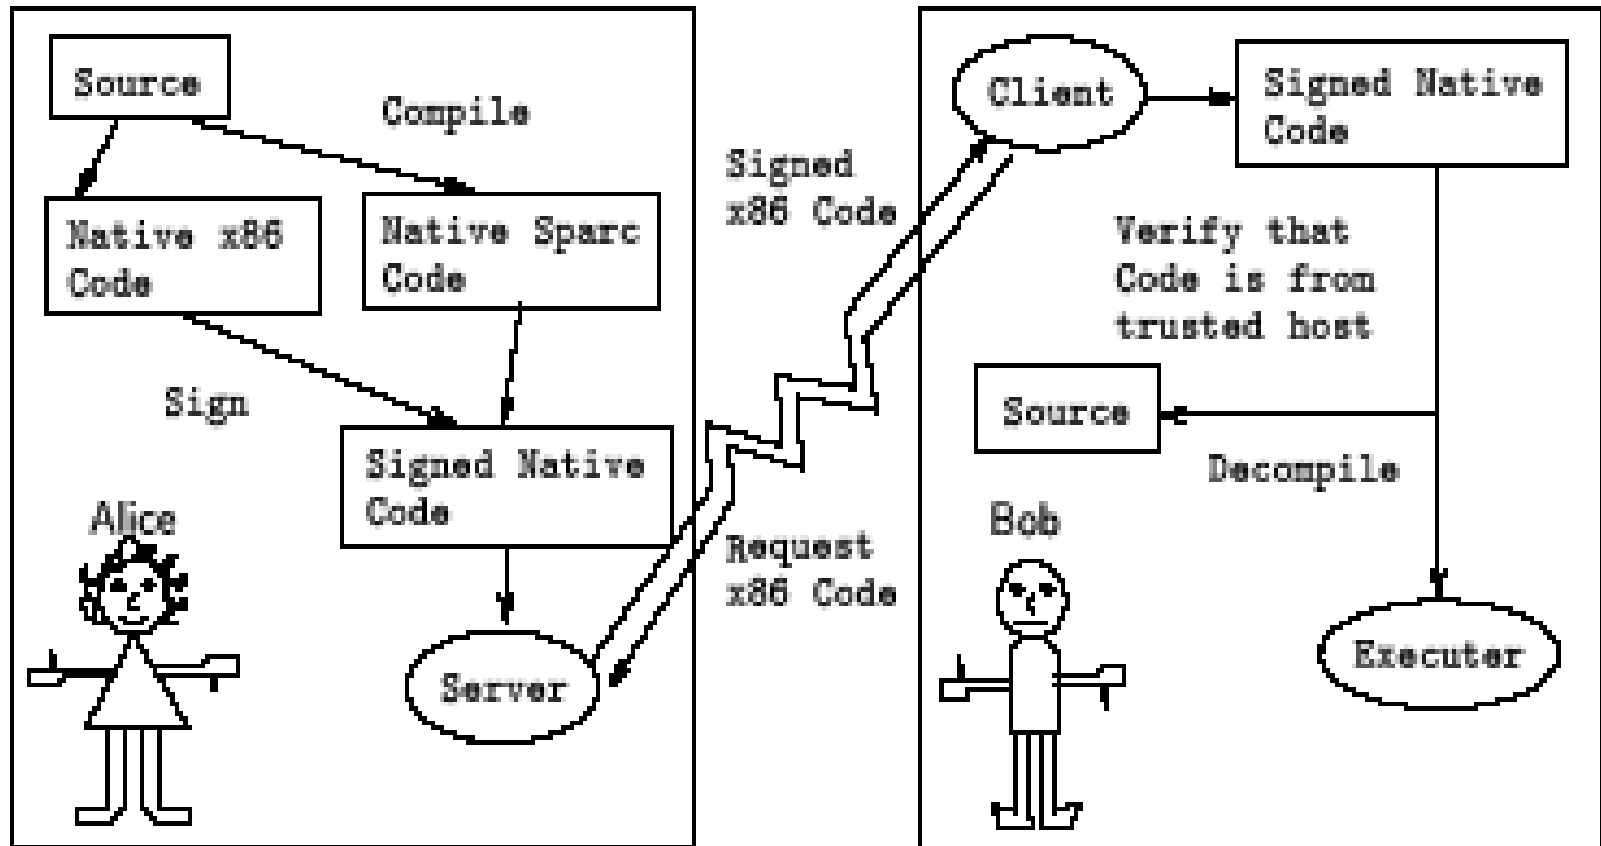 Source
Compile
Native x86
Code
Native Sparc
Code
Sign
Signed Native
Code
Alice
Server
Signed
x86 Code
Request
x86 Code
Client
Signed Native
Code
Verify that
Code is from
trusted host
Source
Decompile
Bob
Executer